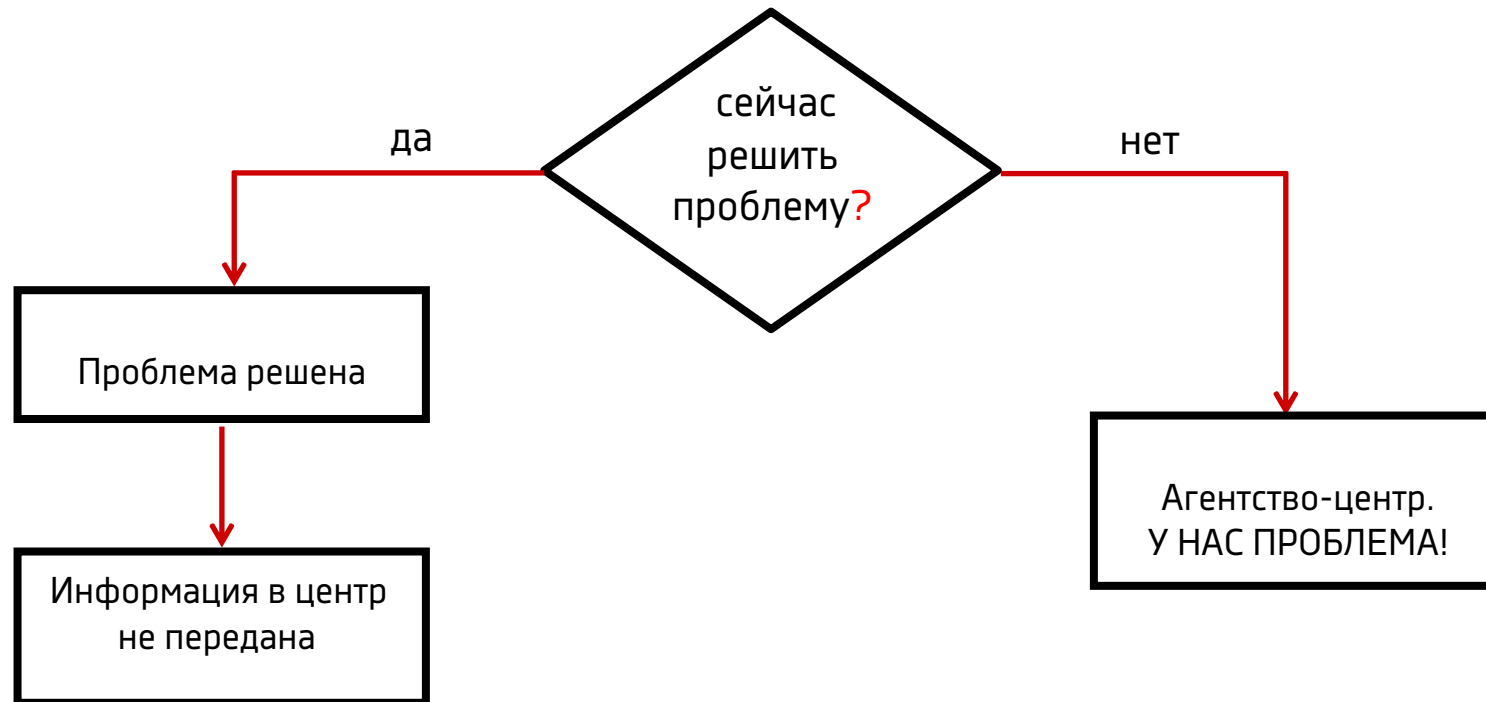 сейчас
решить
проблему?
да
нет
Проблема решена
Агентство-центр.
У НАС ПРОБЛЕМА!
Информация в центр
не передана